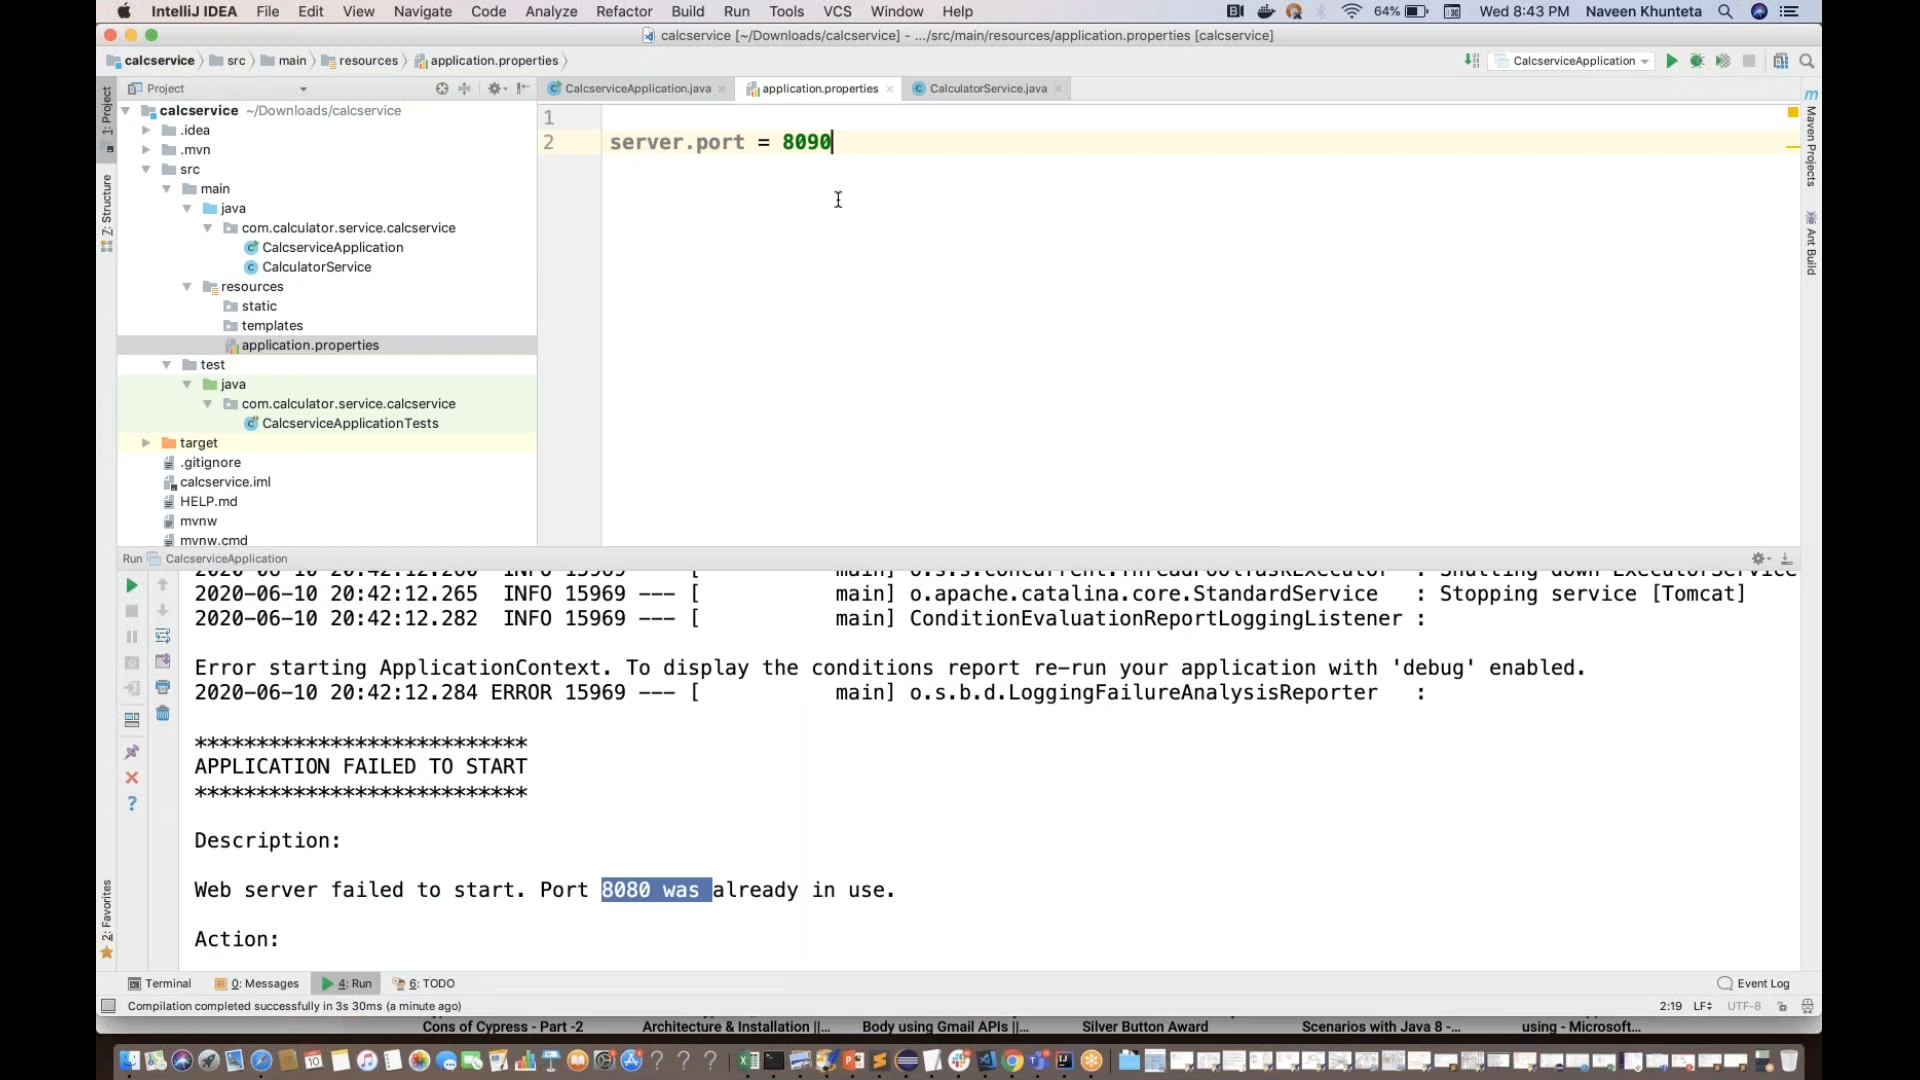 IntelliJ IDEA File Edit View Navigate Code Analyze Refactor Build Run Tools VCS Window Help 64% Wed 8:43 PM Naveen Khunteta
calcservice [~/Downloads/calcservice] - .../src/main/resources/application.properties [calcservice]
calcservice src main resources application.properties CalcserviceApplication
Project CalcserviceApplication.java application.properties CalculatorService.java
1: Project
Z: Structure
2: Favorites
calcservice ~/Downloads/calcservice
.idea
.mvn
src
main
java
com.calculator.service.calcservice
CalcserviceApplication
CalculatorService
resources
static
templates
application.properties
test
java
com.calculator.service.calcservice
CalcserviceApplicationTests
target
.gitignore
calcservice.iml
HELP.md
mvnw
mvnw.cmd
1
2 server.port = 8090
Maven Projects
Ant Build
Run CalcserviceApplication
2020-06-10 20:42:12.265 INFO 15969 --- [ main] o.apache.catalina.core.StandardService : Stopping service [Tomcat]
2020-06-10 20:42:12.282 INFO 15969 --- [ main] ConditionEvaluationReportLoggingListener :
Error starting ApplicationContext. To display the conditions report re-run your application with 'debug' enabled.
2020-06-10 20:42:12.284 ERROR 15969 --- [ main] o.s.b.d.LoggingFailureAnalysisReporter :
***************************
APPLICATION FAILED TO START
***************************
Description:
Web server failed to start. Port 8080 was already in use.
Action:
Terminal 0: Messages 4: Run 6: TODO Event Log
Compilation completed successfully in 3s 30ms (a minute ago) 2:19 LF UTF-8
Cons of Cypress - Part -2 Architecture & Installation ||... Body using Gmail APIs ||... Silver Button Award Scenarios with Java 8 -... using - Microsoft...